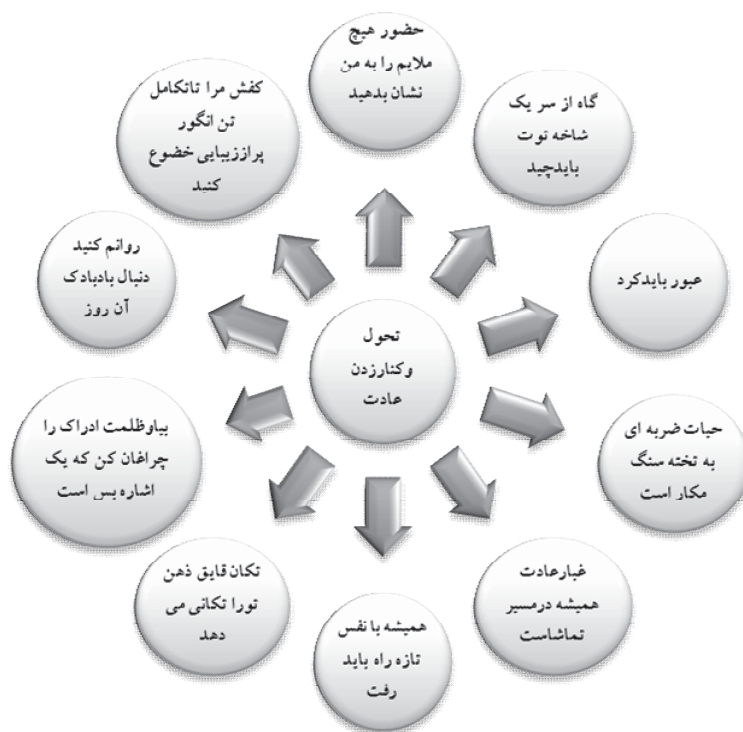 حضور هیچ
ملایم را به من
نشان بدهید
گاه از سر یک
شاخه توت
بایدچید
عبور بایدکرد
حیات ضربه ای
به تخته سنگ
مکار است
غبارعادت
همیشه درمسیر
تماشاست
همیشه با نفس
تازه راه باید
رفت
تکان قایق ذهن
تورا تکانی می
دهد
بیاوظلمت ادراک را
چراغان کن که یک
اشاره بس است
روانم کنید
دنبال بادبادک
آن روز
کفش مرا تاتکامل
تن انگور
پراززیبایی خضوع
کنید
تحول
وکنارزدن
عادت